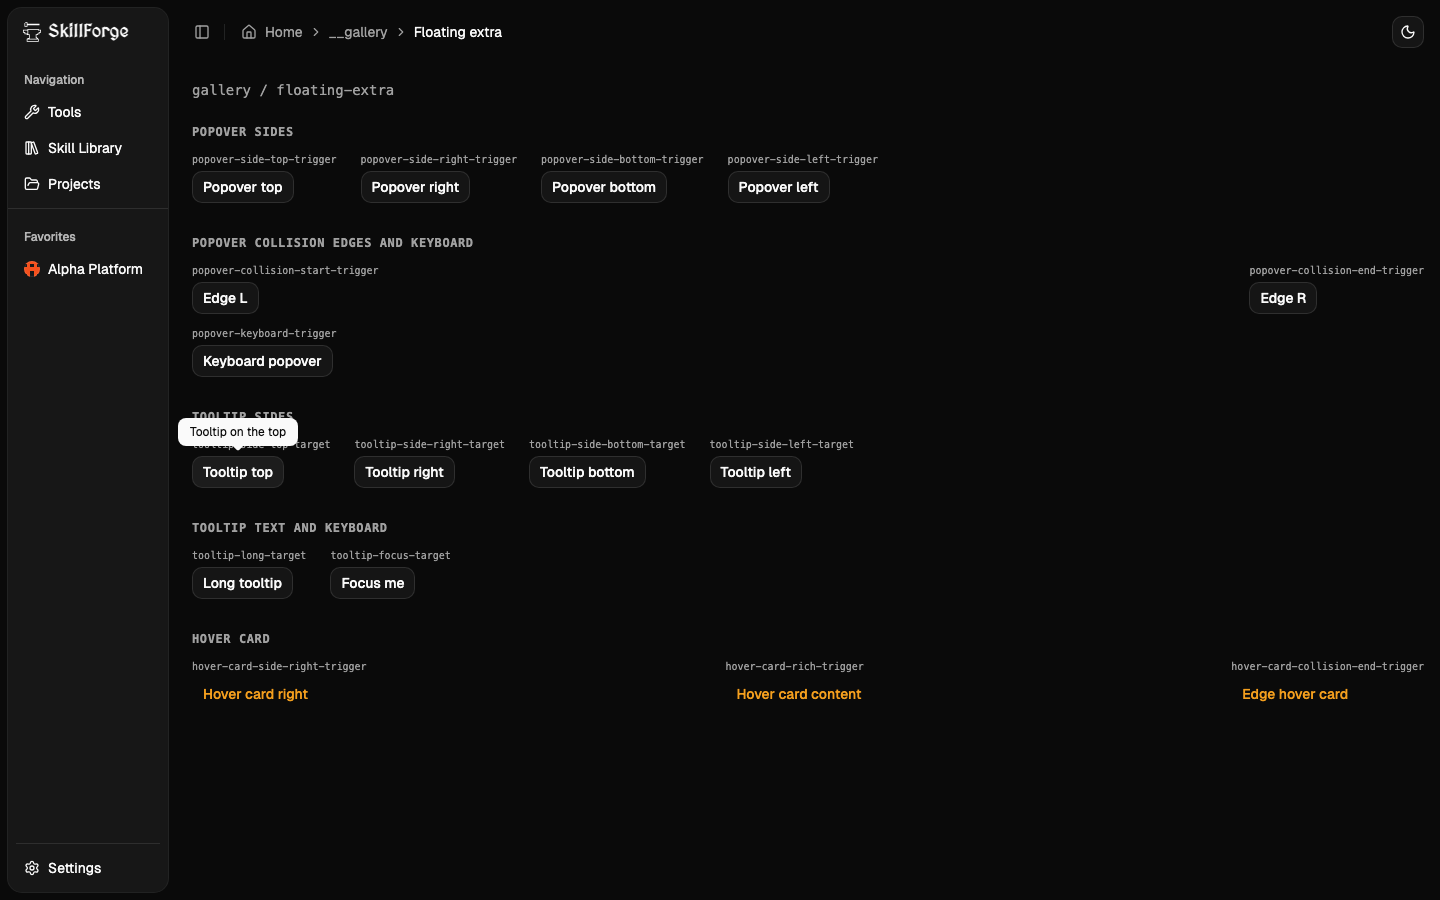 SkillForge
Navigation
Tools
Skill Library
Projects
Favorites
Alpha Platform
Settings
Home > __gallery > Floating extra
gallery / floating-extra
POPOVER SIDES
popover-side-top-trigger popover-side-right-trigger popover-side-bottom-trigger popover-side-left-trigger
Popover top Popover right Popover bottom Popover left
POPOVER COLLISION EDGES AND KEYBOARD
popover-collision-start-trigger popover-collision-end-trigger
Edge L Edge R
popover-keyboard-trigger
Keyboard popover
TOOLTIP SIDES
Tooltip on the top
tooltip-side-top-target tooltip-side-right-target tooltip-side-bottom-target tooltip-side-left-target
Tooltip top Tooltip right Tooltip bottom Tooltip left
TOOLTIP TEXT AND KEYBOARD
tooltip-long-target tooltip-focus-target
Long tooltip Focus me
HOVER CARD
hover-card-side-right-trigger hover-card-rich-trigger hover-card-collision-end-trigger
Hover card right Hover card content Edge hover card